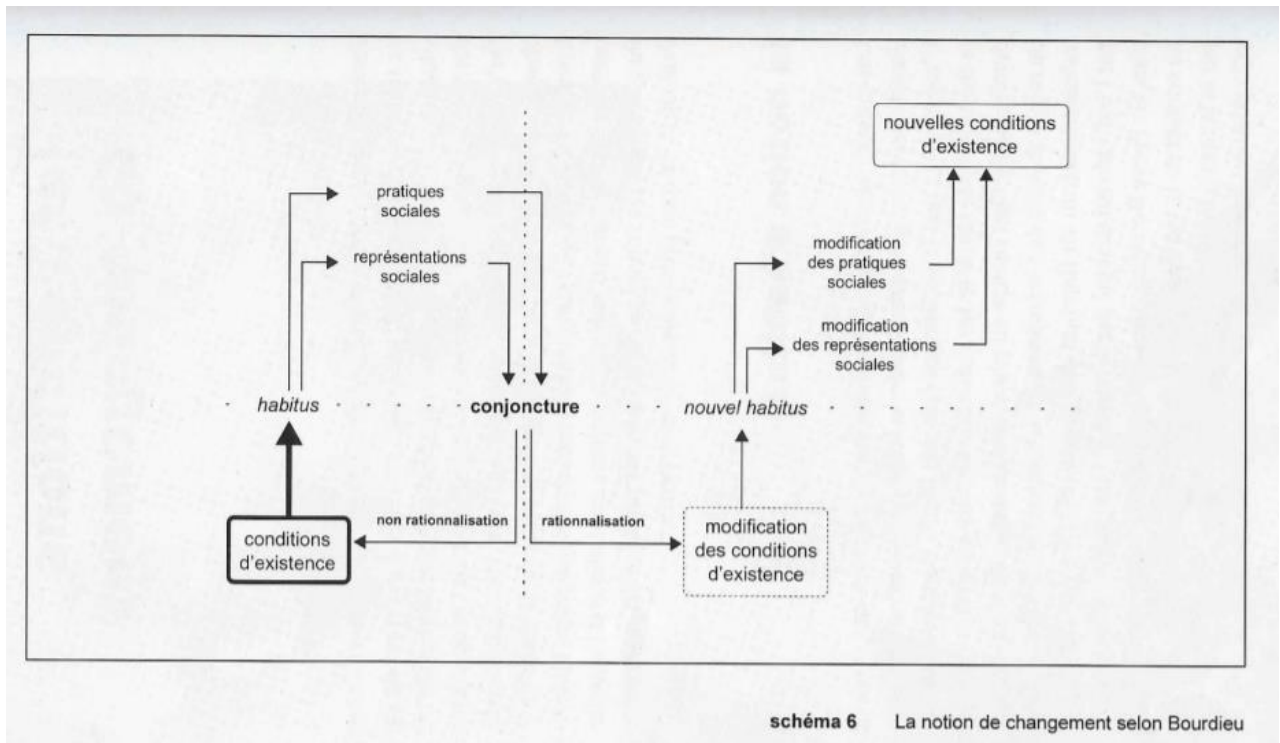 nouvelles conditions
d'existence
pratiques
sociales
représentations
sociales
modification
des pratiques
sociales
modification
des représentations
sociales
habitus
conjoncture
nouvel habitus
non rationnalisation
rationnalisation
conditions
d'existence
modification
des conditions
d'existence
schéma 6 La notion de changement selon Bourdieu